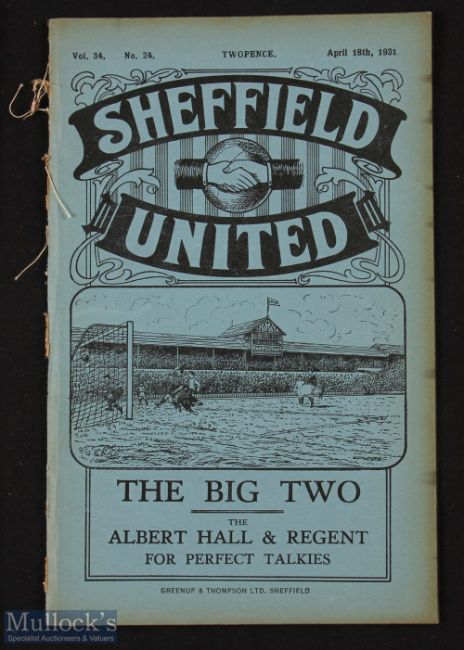 Vol. 34. No. 24. TWOPENCE. April 18th, 1931.
SHEFFIELD
UNITED
THE BIG TWO
THE
ALBERT HALL & REGENT
FOR PERFECT TALKIES
GREENUP & THOMPSON LTD. SHEFFIELD.
Mullock's
Specialist Auctioneers & Valuers